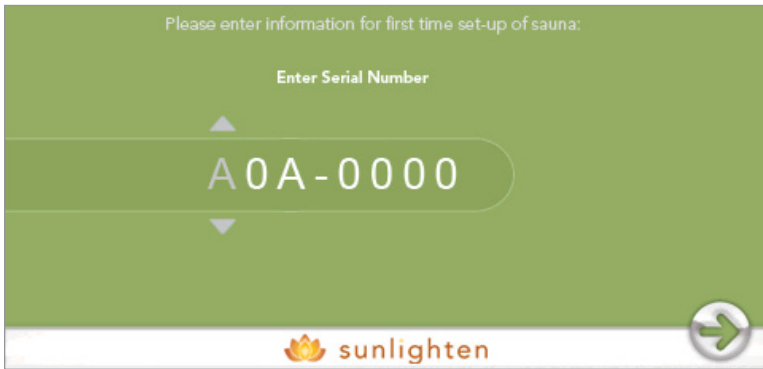 Please enter information for first time set-up of sauna:
Enter Serial Number
A0A-0000
sunlighten